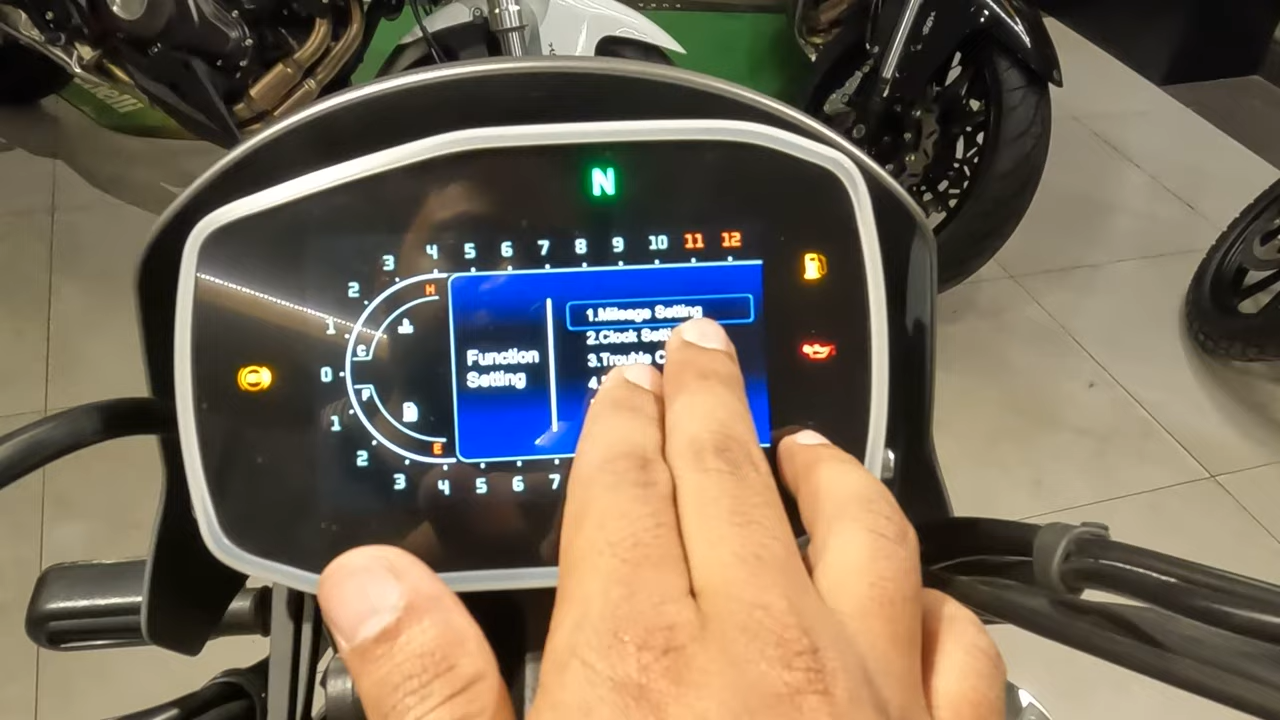 N
3 4 5 6 7 8 9 10 11 12
2 H
1
C
0
F
1
E
2
3 4 5 6 7
Function
Setting
1.Mileage Setting
2.Clock
3.Trouble
4.